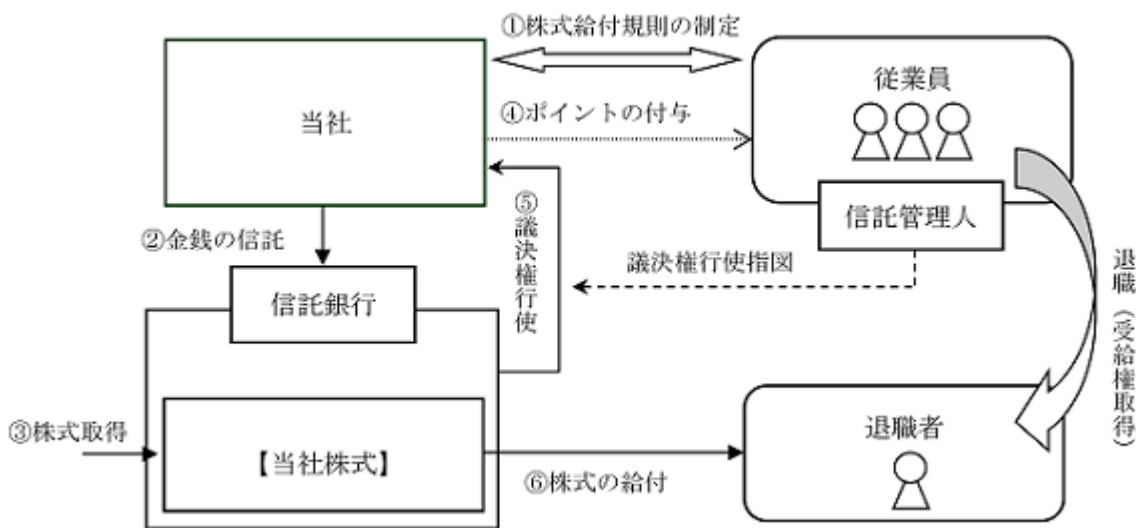 ①株式給付規則の制定
当社
従業員
④ポイントの付与
信託管理人
②金銭の信託
⑤議決権行使
議決権行使指図
退職（受給権取得）
信託銀行
③株式取得
【当社株式】
⑥株式の給付
退職者